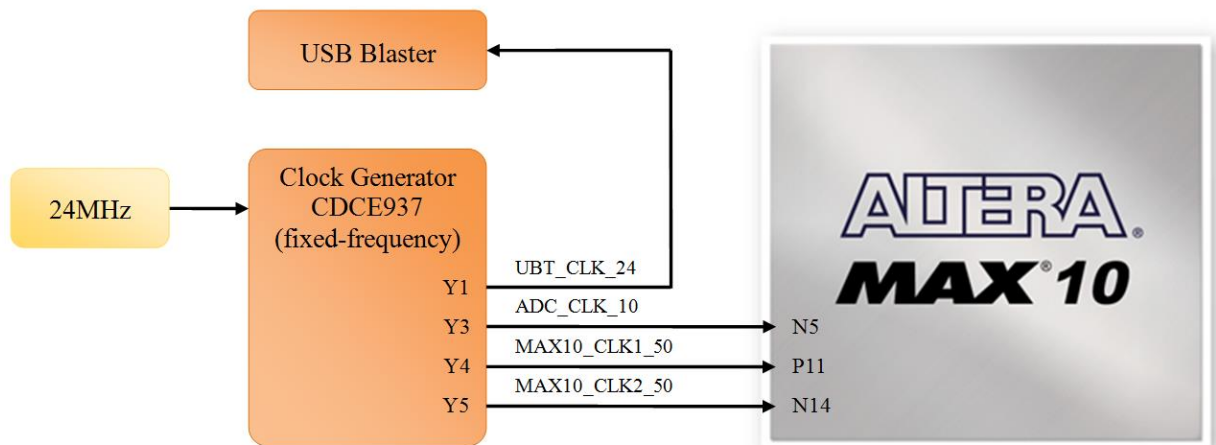 USB Blaster
24MHz
Clock Generator
CDCE937
(fixed-frequency)
Y1
UBT_CLK_24
Y3
ADC_CLK_10
N5
Y4
MAX10_CLK1_50
P11
Y5
MAX10_CLK2_50
N14
ALTERA®
MAX® 10